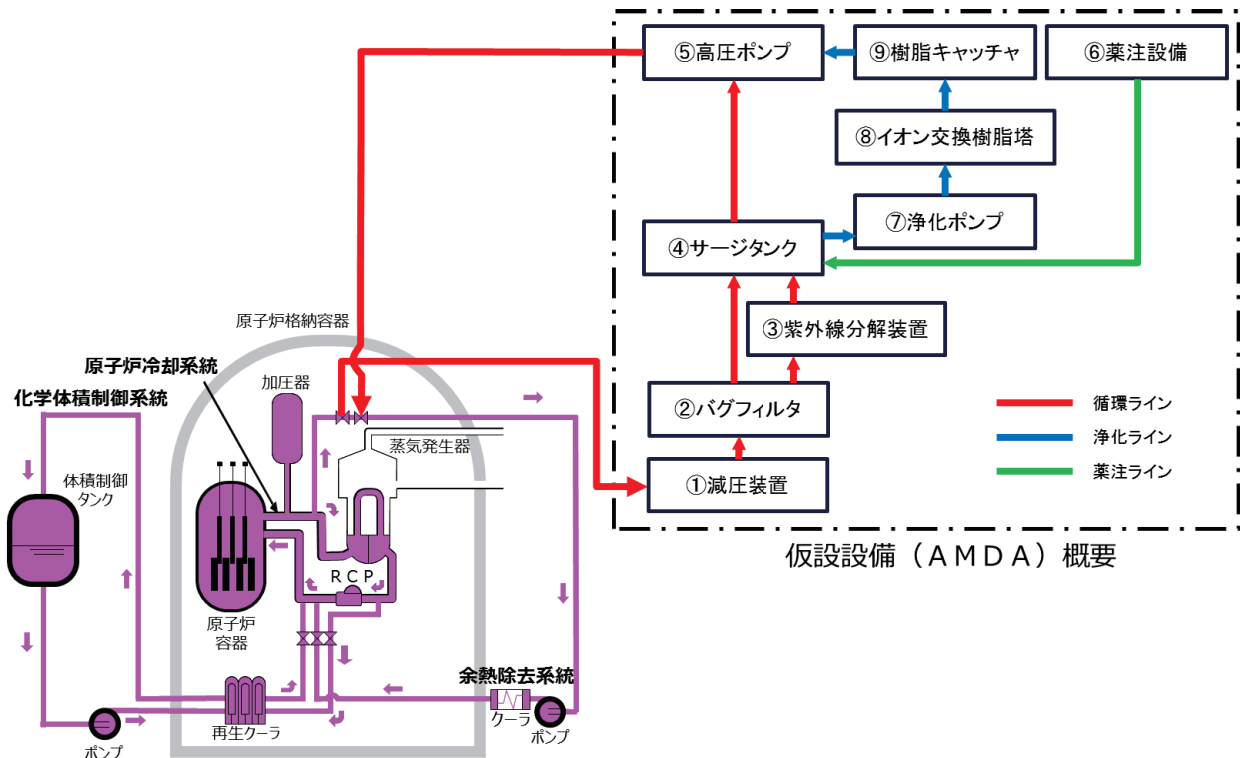 ⑤高圧ポンプ
⑨樹脂キャッチャ
⑥薬注設備
⑧イオン交換樹脂塔
⑦浄化ポンプ
④サージタンク
③紫外線分解装置
②バグフィルタ
①減圧装置
循環ライン
浄化ライン
薬注ライン
仮設設備（AMDA）概要
原子炉格納容器
原子炉冷却系統
加圧器
化学体積制御系統
蒸気発生器
体積制御
タンク
RCP
原子炉
容器
余熱除去系統
クーラ
ポンプ
再生クーラ
ポンプ